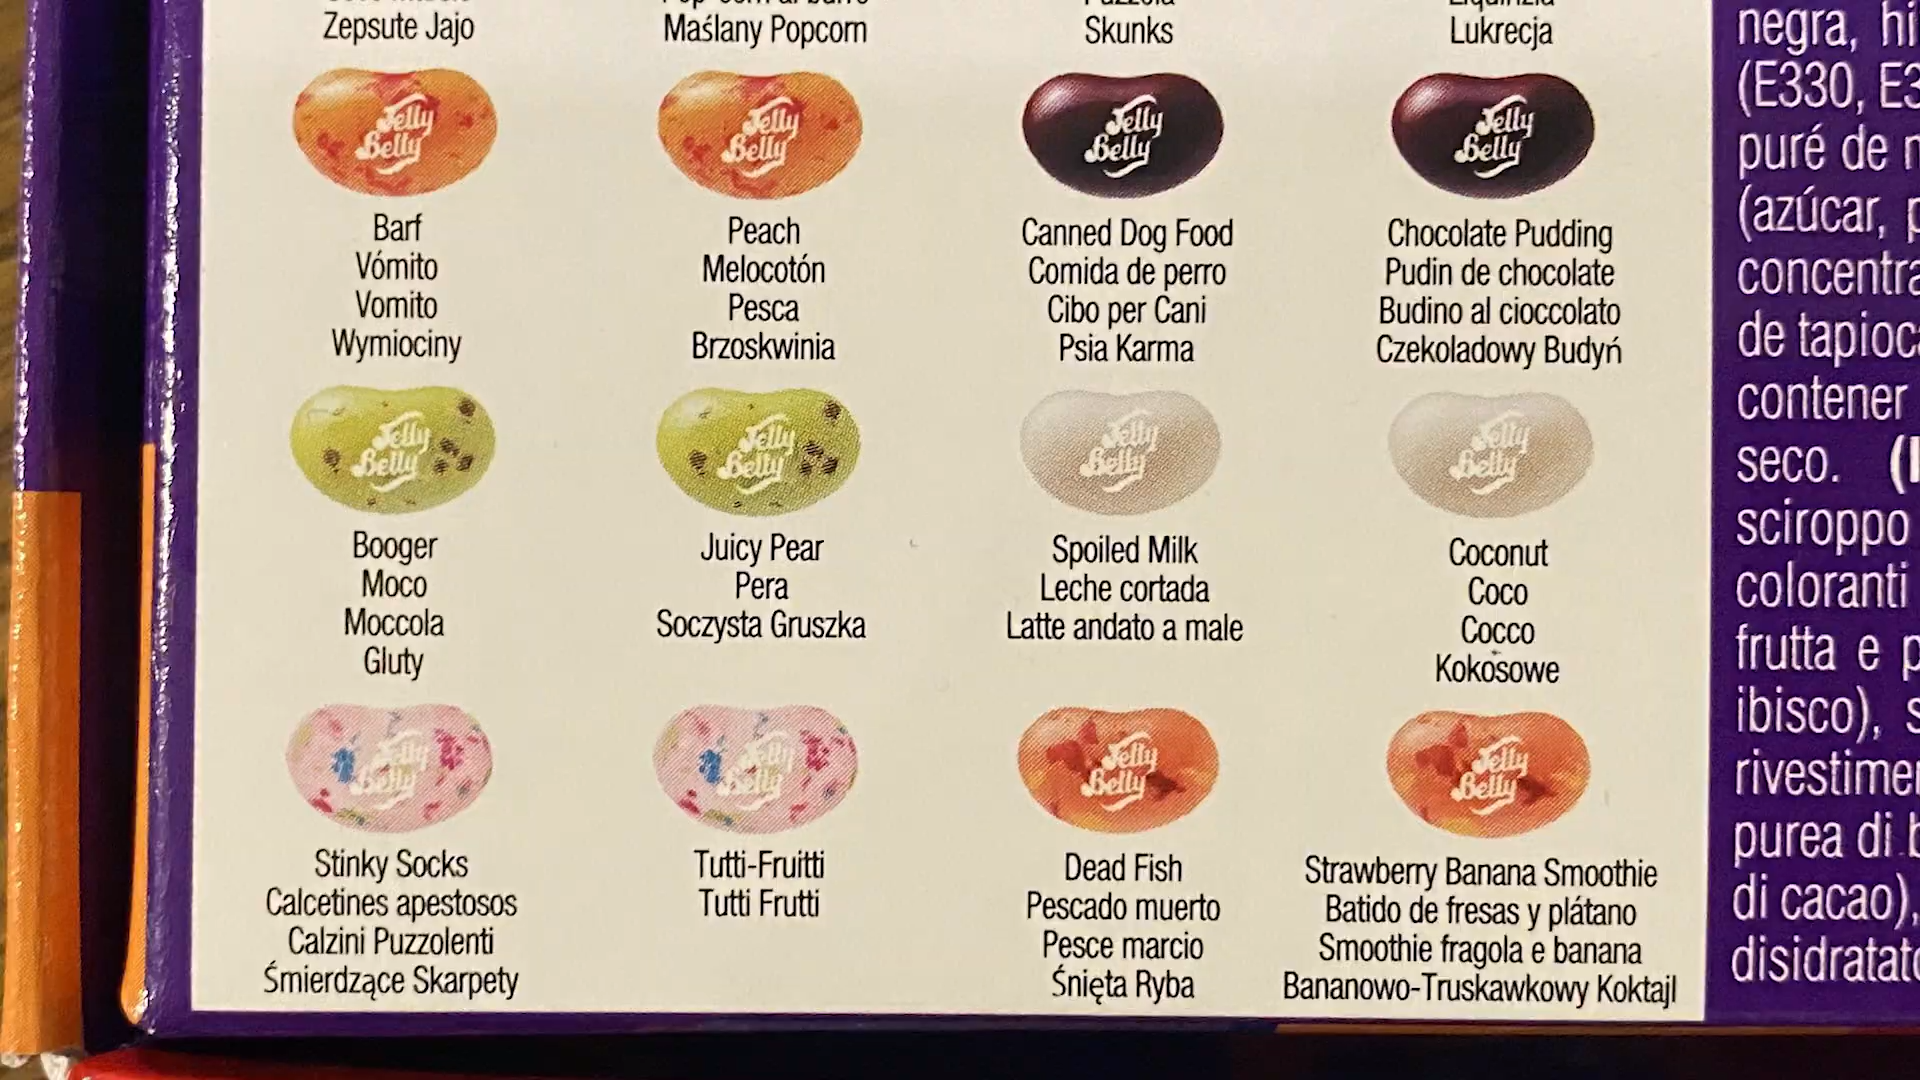 Zepsute Jajo
Maślany Popcorn
Skunks
Lukrecja
Jelly Belly
Jelly Belly
Jelly Belly
Jelly Belly
Barf
Vómito
Vomito
Wymiociny
Peach
Melocotón
Pesca
Brzoskwinia
Canned Dog Food
Comida de perro
Cibo per Cani
Psia Karma
Chocolate Pudding
Pudin de chocolate
Budino al cioccolato
Czekoladowy Budyń
Jelly Belly
Jelly Belly
Jelly Belly
Jelly Belly
Booger
Moco
Moccola
Gluty
Juicy Pear
Pera
Soczysta Gruszka
Spoiled Milk
Leche cortada
Latte andato a male
Coconut
Coco
Cocco
Kokosowe
Jelly Belly
Jelly Belly
Jelly Belly
Jelly Belly
Stinky Socks
Calcetines apestosos
Calzini Puzzolenti
Śmierdzące Skarpety
Tutti-Fruitti
Tutti Frutti
Dead Fish
Pescado muerto
Pesce marcio
Śnięta Ryba
Strawberry Banana Smoothie
Batido de fresas y plátano
Smoothie fragola e banana
Bananowo-Truskawkowy Koktajl
negra,
(E330,
puré de
(azúcar,
de
contener
seco.
sciroppo
coloranti
frutta e
ibisco),
purea di
di cacao),